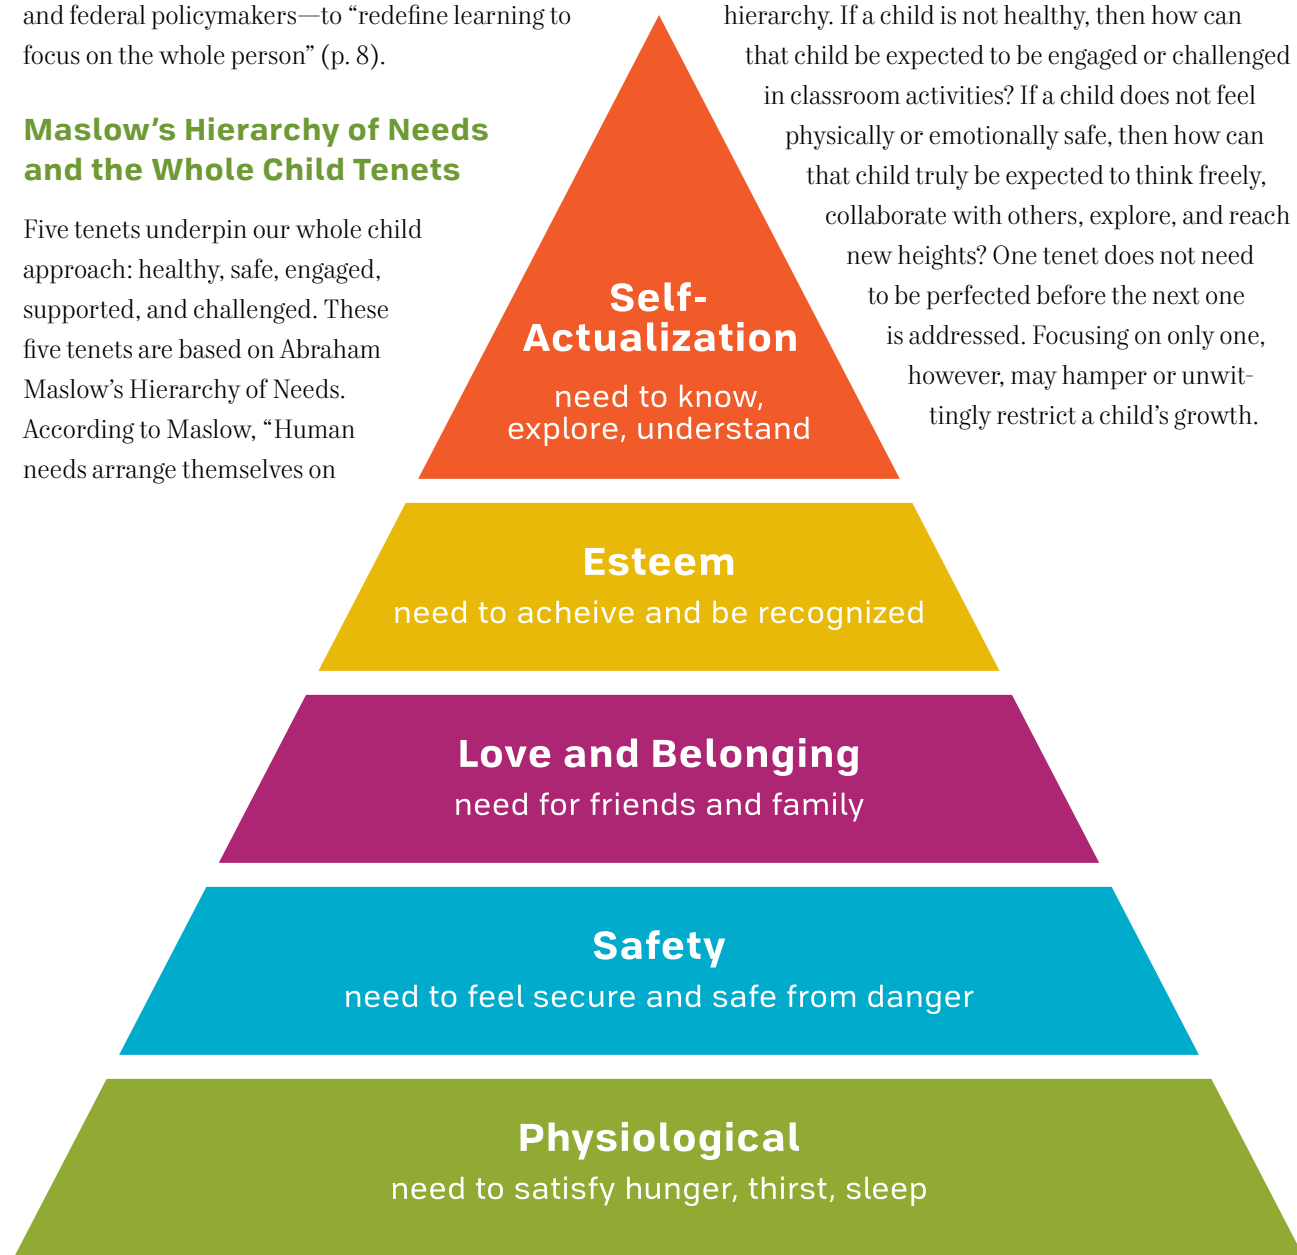 and federal policymakers—to “redefine learning to
focus on the whole person” (p. 8).
Maslow’s Hierarchy of Needs
and the Whole Child Tenets
Five tenets underpin our whole child
approach: healthy, safe, engaged,
supported, and challenged. These
five tenets are based on Abraham
Maslow’s Hierarchy of Needs.
According to Maslow, “Human
needs arrange themselves on
hierarchy. If a child is not healthy, then how can
that child be expected to be engaged or challenged
in classroom activities? If a child does not feel
physically or emotionally safe, then how can
that child truly be expected to think freely,
collaborate with others, explore, and reach
new heights? One tenet does not need
to be perfected before the next one
is addressed. Focusing on only one,
however, may hamper or unwit-
tingly restrict a child’s growth.
Self-
Actualization
need to know,
explore, understand
Esteem
need to acheive and be recognized
Love and Belonging
need for friends and family
Safety
need to feel secure and safe from danger
Physiological
need to satisfy hunger, thirst, sleep